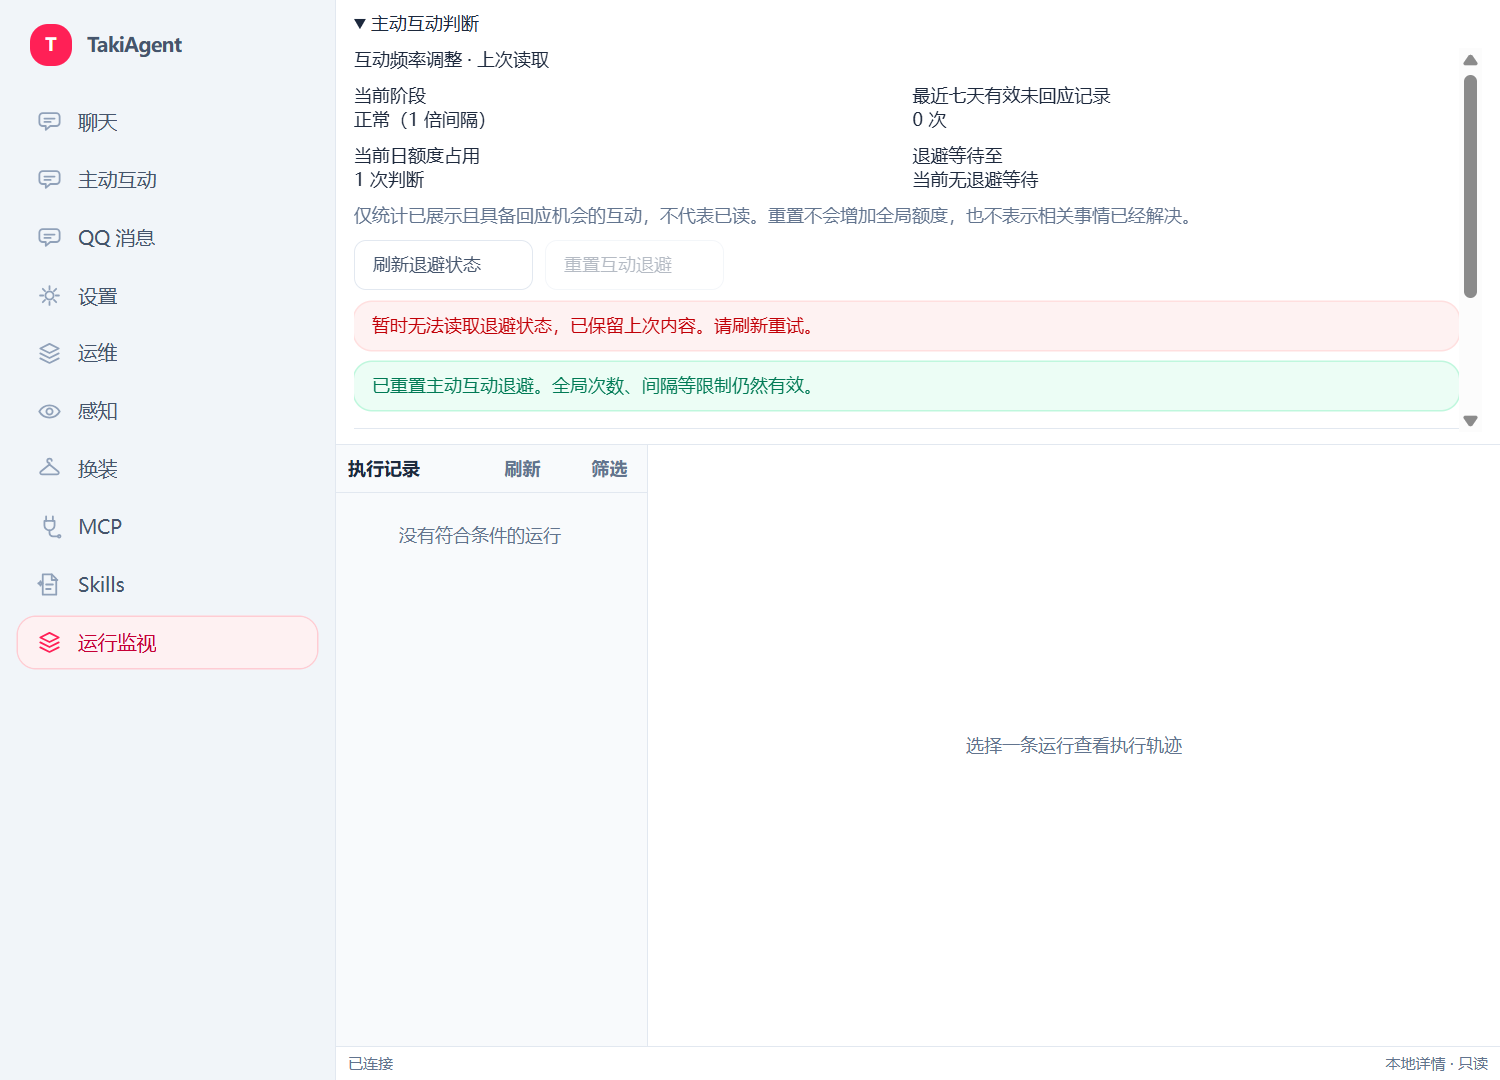 T TakiAgent
聊天
主动互动
QQ 消息
设置
运维
感知
换装
MCP
Skills
运行监视
▼ 主动互动判断
互动频率调整 · 上次读取
当前阶段
正常（1 倍间隔）
最近七天有效未回应记录
0 次
当前日额度占用
1 次判断
退避等待至
当前无退避等待
仅统计已展示且具备回应机会的互动，不代表已读。重置不会增加全局额度，也不表示相关事情已经解决。
刷新退避状态
重置互动退避
暂时无法读取退避状态，已保留上次内容。请刷新重试。
已重置主动互动退避。全局次数、间隔等限制仍然有效。
执行记录 刷新 筛选
没有符合条件的运行
选择一条运行查看执行轨迹
已连接
本地详情 · 只读